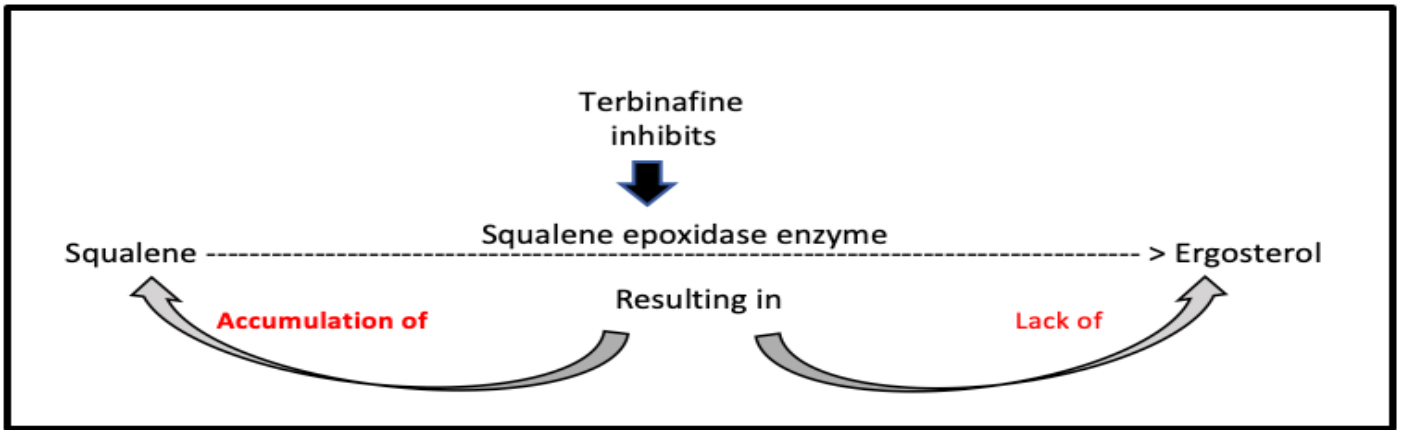 Terbinafine
inhibits
Squalene epoxidase enzyme
Squalene ---------------------------------------------------------------------------------------- > Ergosterol
Resulting in
Accumulation of
Lack of